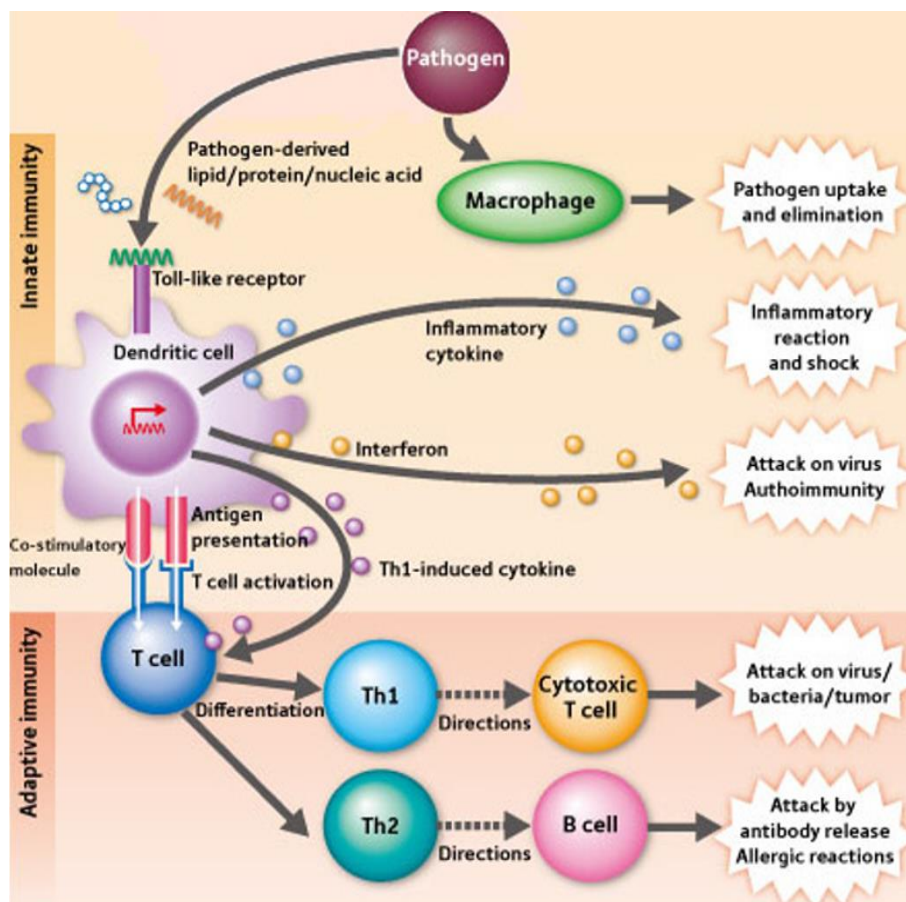 Pathogen
Innate immunity
Pathogen-derived
lipid/protein/nucleic acid
Macrophage
Pathogen uptake
and elimination
Toll-like receptor
Inflammatory
cytokine
Inflammatory
reaction
and shock
Dendritic cell
Interferon
Attack on virus
Authoimmunity
Antigen
presentation
Co-stimulatory
molecule
T cell activation
Th1-induced cytokine
Adaptive immunity
T cell
Differentiation
Th1
Directions
Cytotoxic
T cell
Attack on virus/
bacteria/tumor
Th2
Directions
B cell
Attack by
antibody release
Allergic reactions